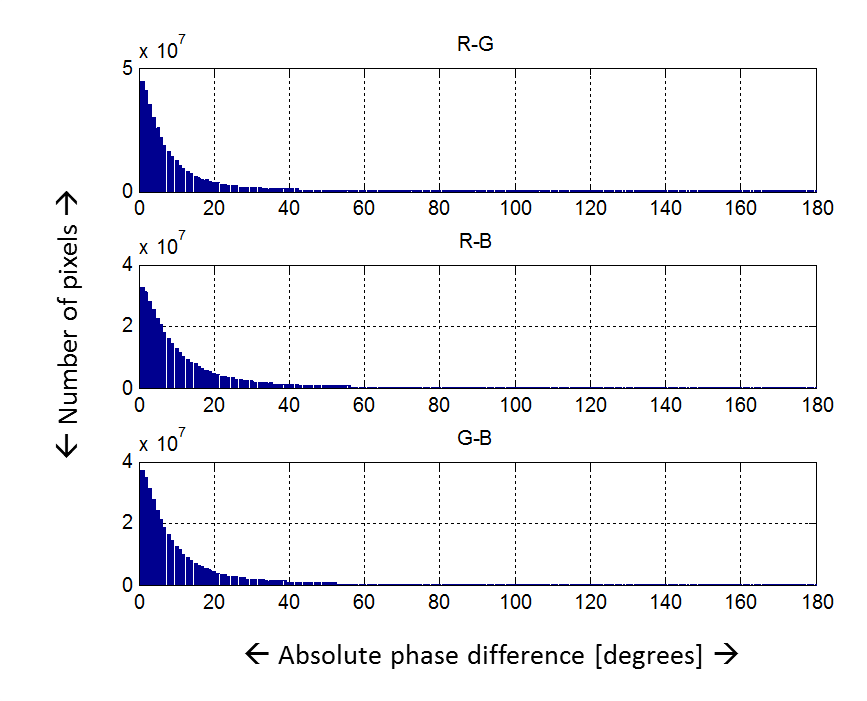 R-G
x 10^7
5
0
0 20 40 60 80 100 120 140 160 180
R-B
x 10^7
4
2
0
0 20 40 60 80 100 120 140 160 180
G-B
x 10^7
4
2
0
0 20 40 60 80 100 120 140 160 180
← Number of pixels →
← Absolute phase difference [degrees] →